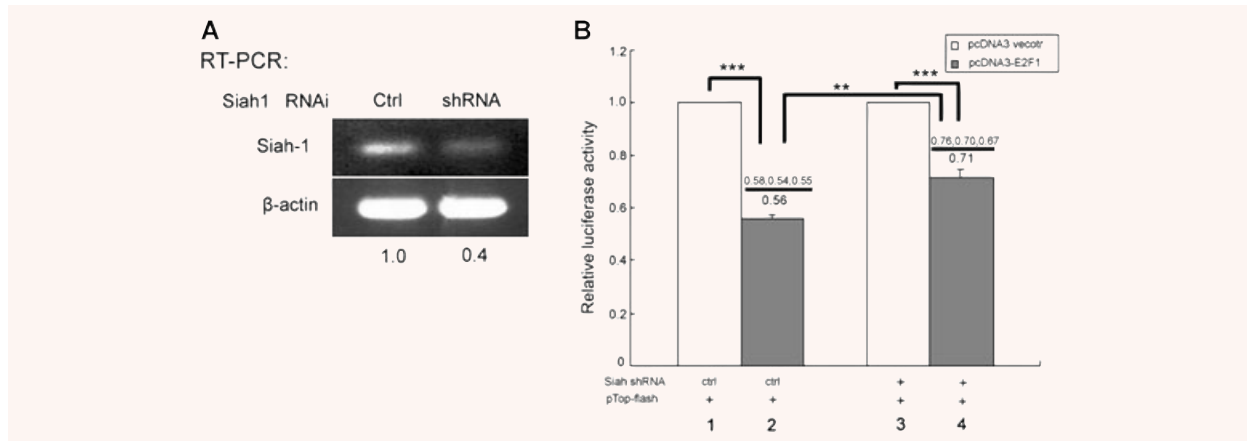 A
RT-PCR:
Siah1 RNAi Ctrl shRNA
Siah-1
β-actin
1.0 0.4
B
pcDNA3 vecotr
pcDNA3-E2F1
Relative luciferase activity
1.2
1.0
0.8
0.6
0.4
0.2
0
***
**
***
0.58,0.54,0.55
0.56
0.76,0.70,0.67
0.71
Siah shRNA ctrl ctrl + +
pTop-flash + + + +
1 2 3 4